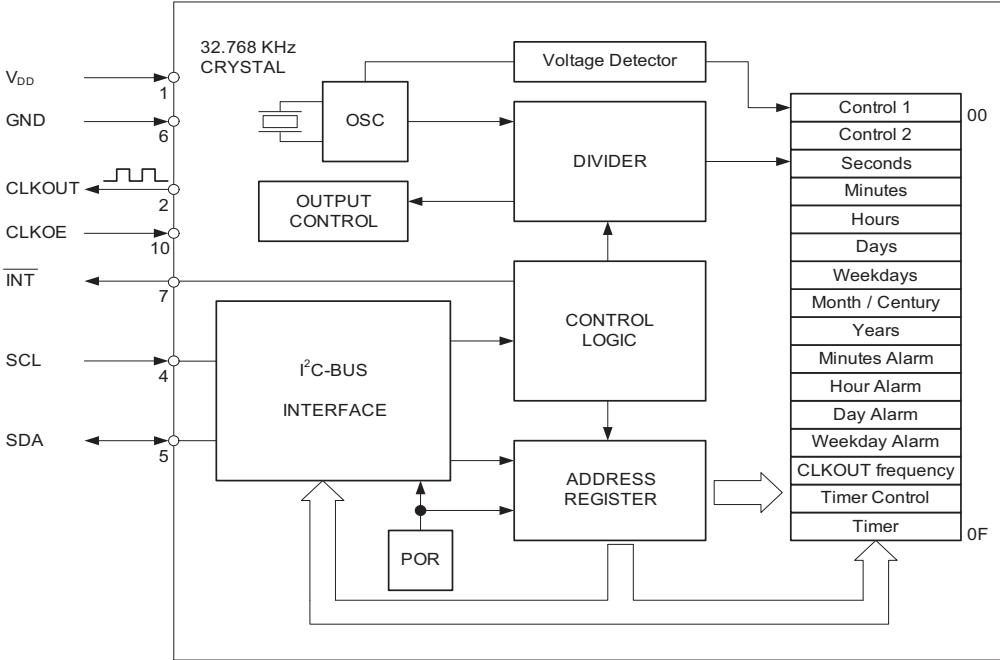 32.768 KHz
CRYSTAL
V_DD
1
GND
6
CLKOUT
2
CLKOE
10
INT
7
SCL
4
SDA
5
OSC
Voltage Detector
DIVIDER
OUTPUT
CONTROL
CONTROL
LOGIC
I²C-BUS
INTERFACE
ADDRESS
REGISTER
POR
Control 1
00
Control 2
Seconds
Minutes
Hours
Days
Weekdays
Month / Century
Years
Minutes Alarm
Hour Alarm
Day Alarm
Weekday Alarm
CLKOUT frequency
Timer Control
Timer
0F